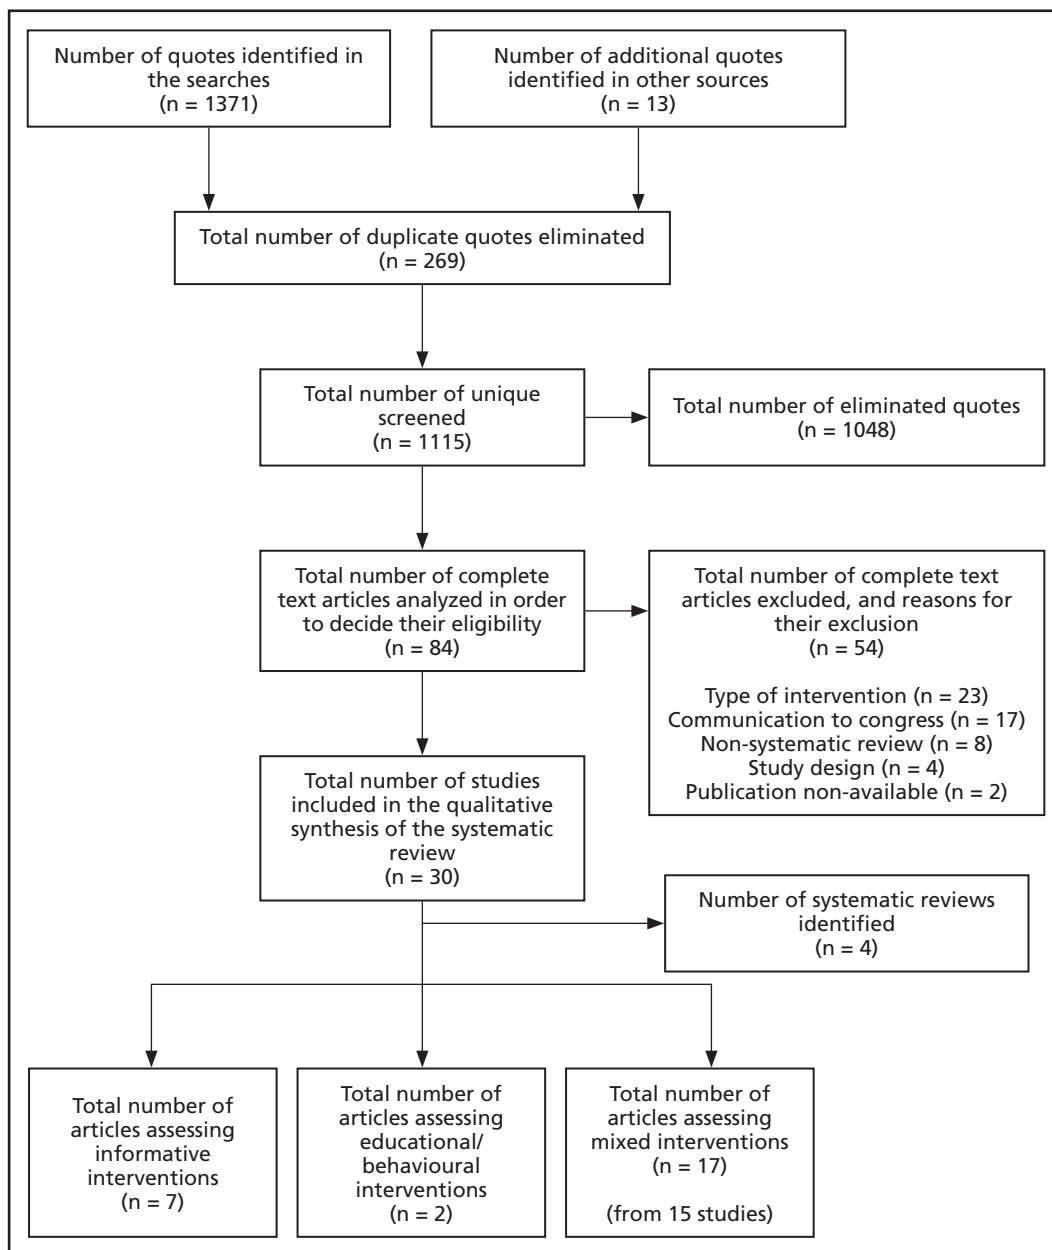 Number of quotes identified in
the searches
(n = 1371)
Number of additional quotes
identified in other sources
(n = 13)
Total number of duplicate quotes eliminated
(n = 269)
Total number of unique
screened
(n = 1115)
Total number of eliminated quotes
(n = 1048)
Total number of complete
text articles analyzed in order
to decide their eligibility
(n = 84)
Total number of complete text
articles excluded, and reasons for
their exclusion
(n = 54)
Type of intervention (n = 23)
Communication to congress (n = 17)
Non-systematic review (n = 8)
Study design (n = 4)
Publication non-available (n = 2)
Total number of studies
included in the qualitative
synthesis of the systematic
review
(n = 30)
Number of systematic reviews
identified
(n = 4)
Total number of
articles assessing
informative
interventions
(n = 7)
Total number of
articles assessing
educational/
behavioural
interventions
(n = 2)
Total number of
articles assessing
mixed interventions
(n = 17)
(from 15 studies)